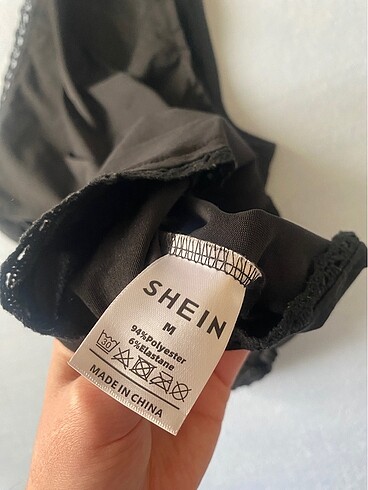 SHEIN
M
94%Polyester
6%Elastane
30
MADE IN CHINA